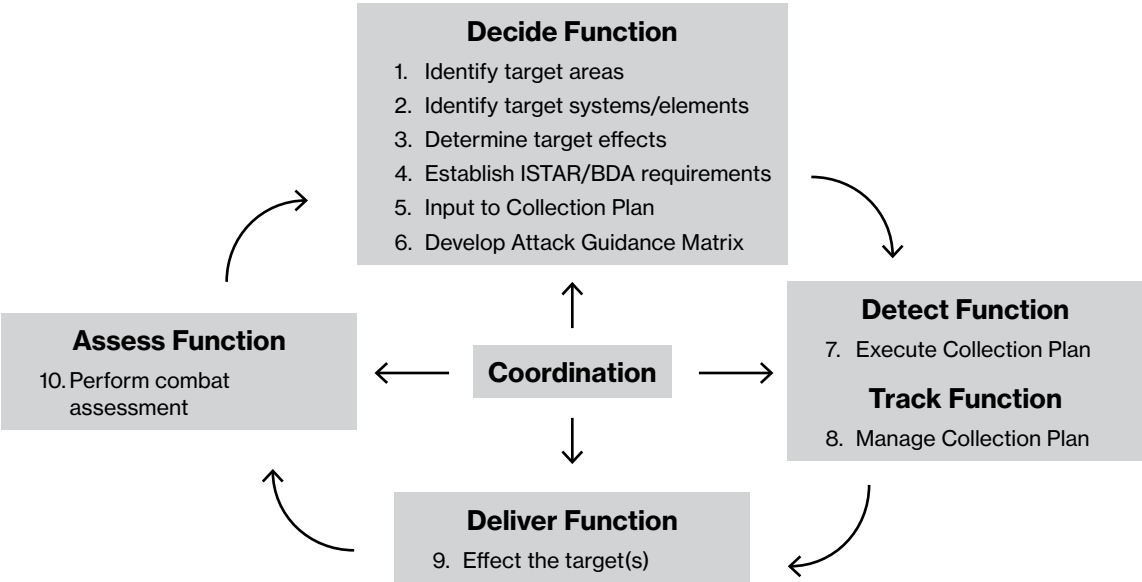 Decide Function
1. Identify target areas
2. Identify target systems/elements
3. Determine target effects
4. Establish ISTAR/BDA requirements
5. Input to Collection Plan
6. Develop Attack Guidance Matrix
Detect Function
7. Execute Collection Plan
Track Function
8. Manage Collection Plan
Assess Function
10. Perform combat
assessment
Coordination
Deliver Function
9. Effect the target(s)